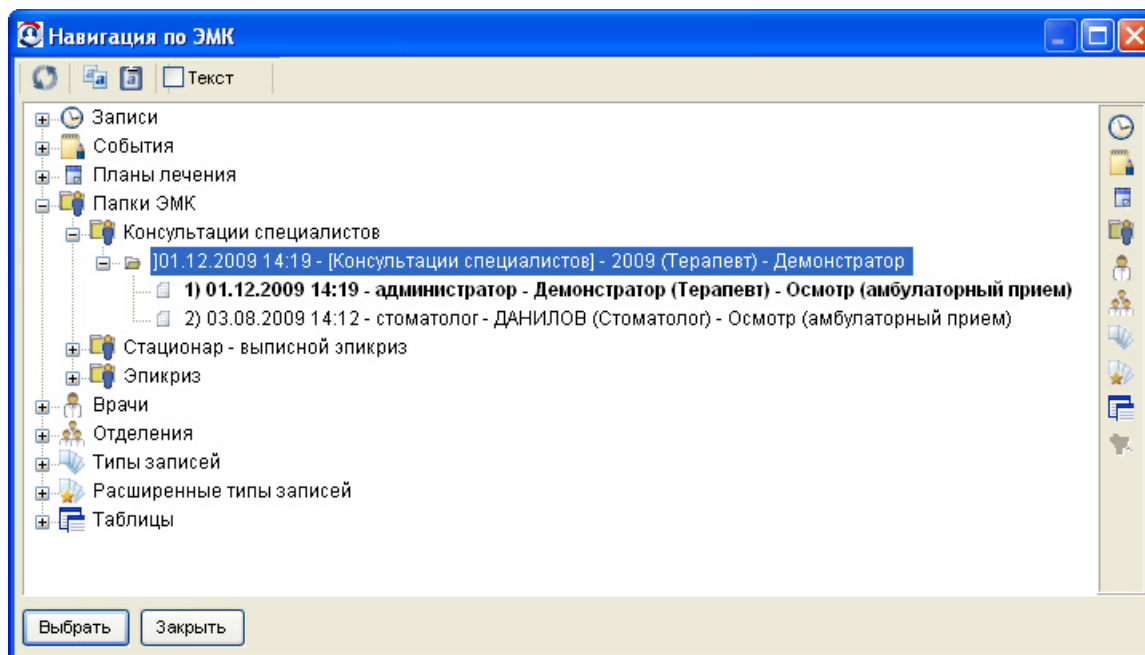 Навигация по ЭМК
Текст
Записи
События
Планы лечения
Папки ЭМК
Консультации специалистов
]01.12.2009 14:19 - [Консультации специалистов] - 2009 (Терапевт) - Демонстратор
1) 01.12.2009 14:19 - администратор - Демонстратор (Терапевт) - Осмотр (амбулаторный прием)
2) 03.08.2009 14:12 - стоматолог - ДАНИЛОВ (Стоматолог) - Осмотр (амбулаторный прием)
Стационар - выписной эпикриз
Эпикриз
Врачи
Отделения
Типы записей
Расширенные типы записей
Таблицы
Выбрать Закрыть